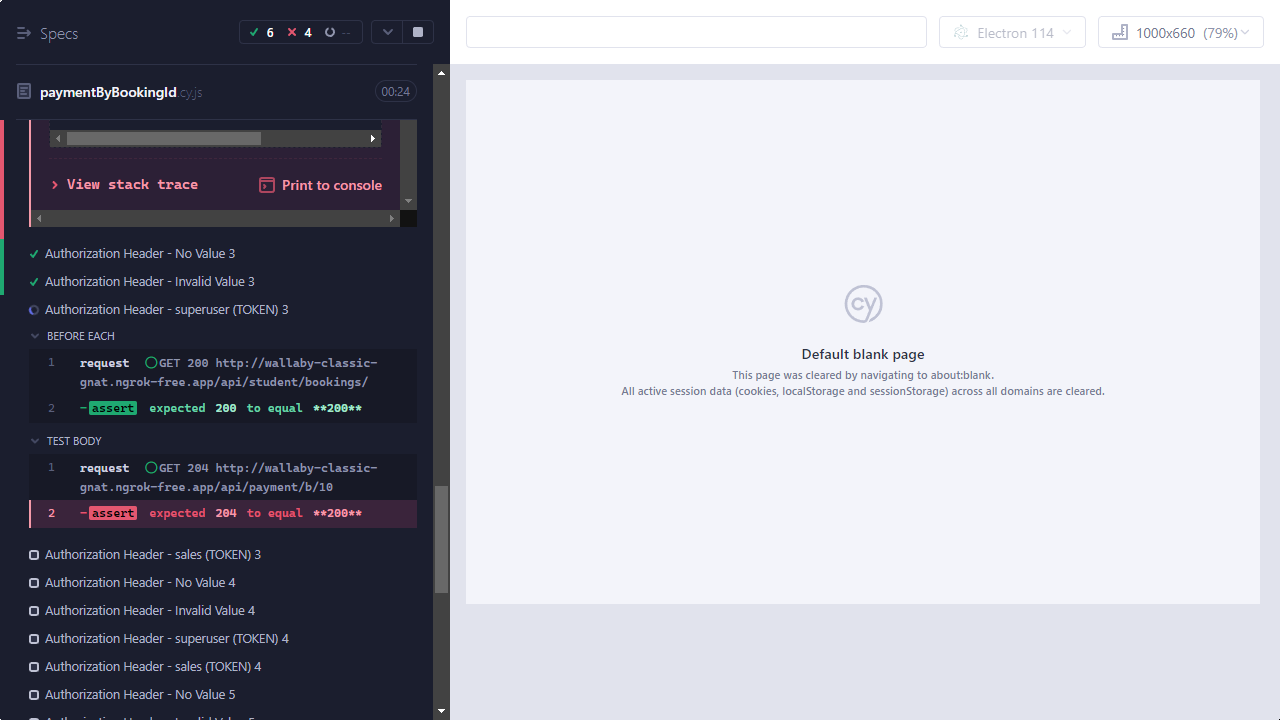 Specs
6
4
--
paymentByBookingId.cy.js
00:24
View stack trace
Print to console
Authorization Header - No Value 3
Authorization Header - Invalid Value 3
Authorization Header - superuser (TOKEN) 3
BEFORE EACH
1 request GET 200 http://wallaby-classic-
gnat.ngrok-free.app/api/student/bookings/
2 -assert expected 200 to equal **200**
TEST BODY
1 request GET 204 http://wallaby-classic-
gnat.ngrok-free.app/api/payment/b/10
2 -assert expected 204 to equal **200**
Authorization Header - sales (TOKEN) 3
Authorization Header - No Value 4
Authorization Header - Invalid Value 4
Authorization Header - superuser (TOKEN) 4
Authorization Header - sales (TOKEN) 4
Authorization Header - No Value 5
Electron 114
1000x660 (79%)
cy
Default blank page
This page was cleared by navigating to about:blank.
All active session data (cookies, localStorage and sessionStorage) across all domains are cleared.